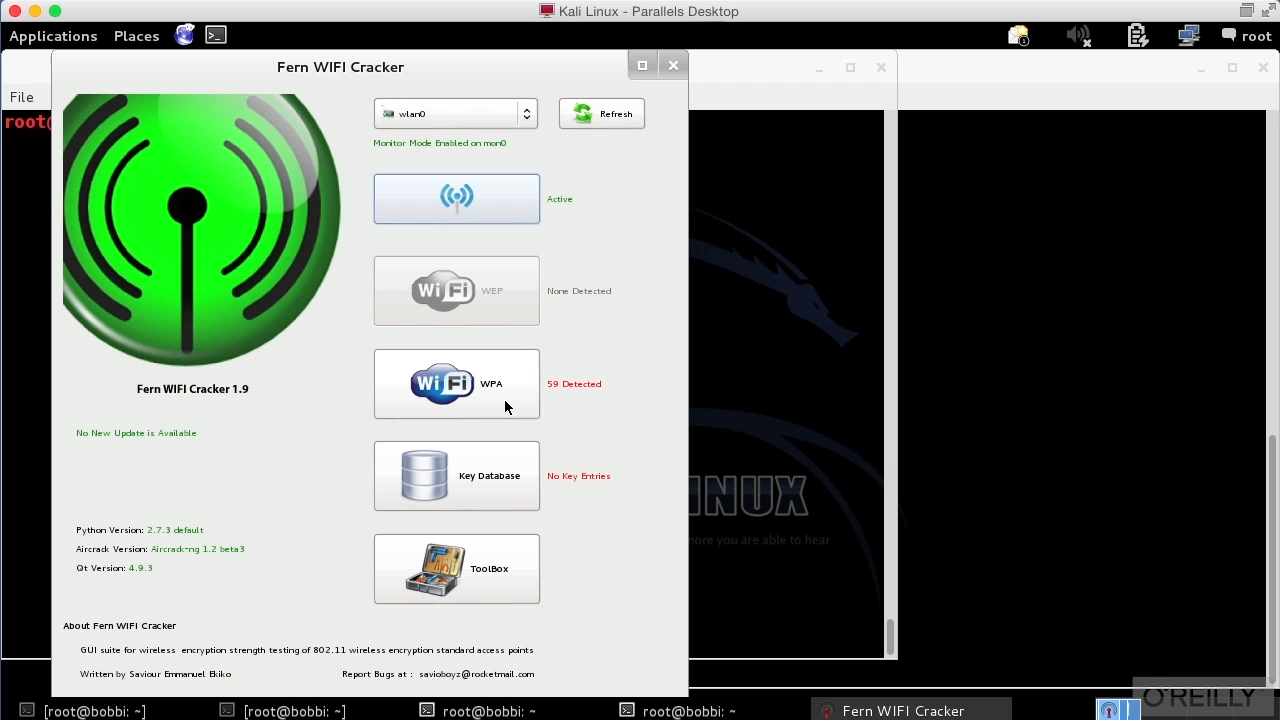 Kali Linux - Parallels Desktop
Applications Places
root
Fern WIFI Cracker
File
root@
wlan0
Refresh
Monitor Mode Enabled on mon0
Active
WiFi WEP
None Detected
WiFi WPA
59 Detected
Fern WIFI Cracker 1.9
No New Update is Available
Key Database
No Key Entries
Python Version: 2.7.3 default
Aircrack Version: Aircrack-ng 1.2 beta3
Qt Version: 4.9.3
ToolBox
INUX
more you are able to hear
About Fern WIFI Cracker
GUI suite for wireless encryption strength testing of 802.11 wireless encryption standard access points
Written by Saviour Emmanuel Ekiko
Report Bugs at : savioboyz@rocketmail.com
O'REILLY
[root@bobbi: ~]
[root@bobbi: ~]
root@bobbi: ~
root@bobbi: ~
Fern WIFI Cracker